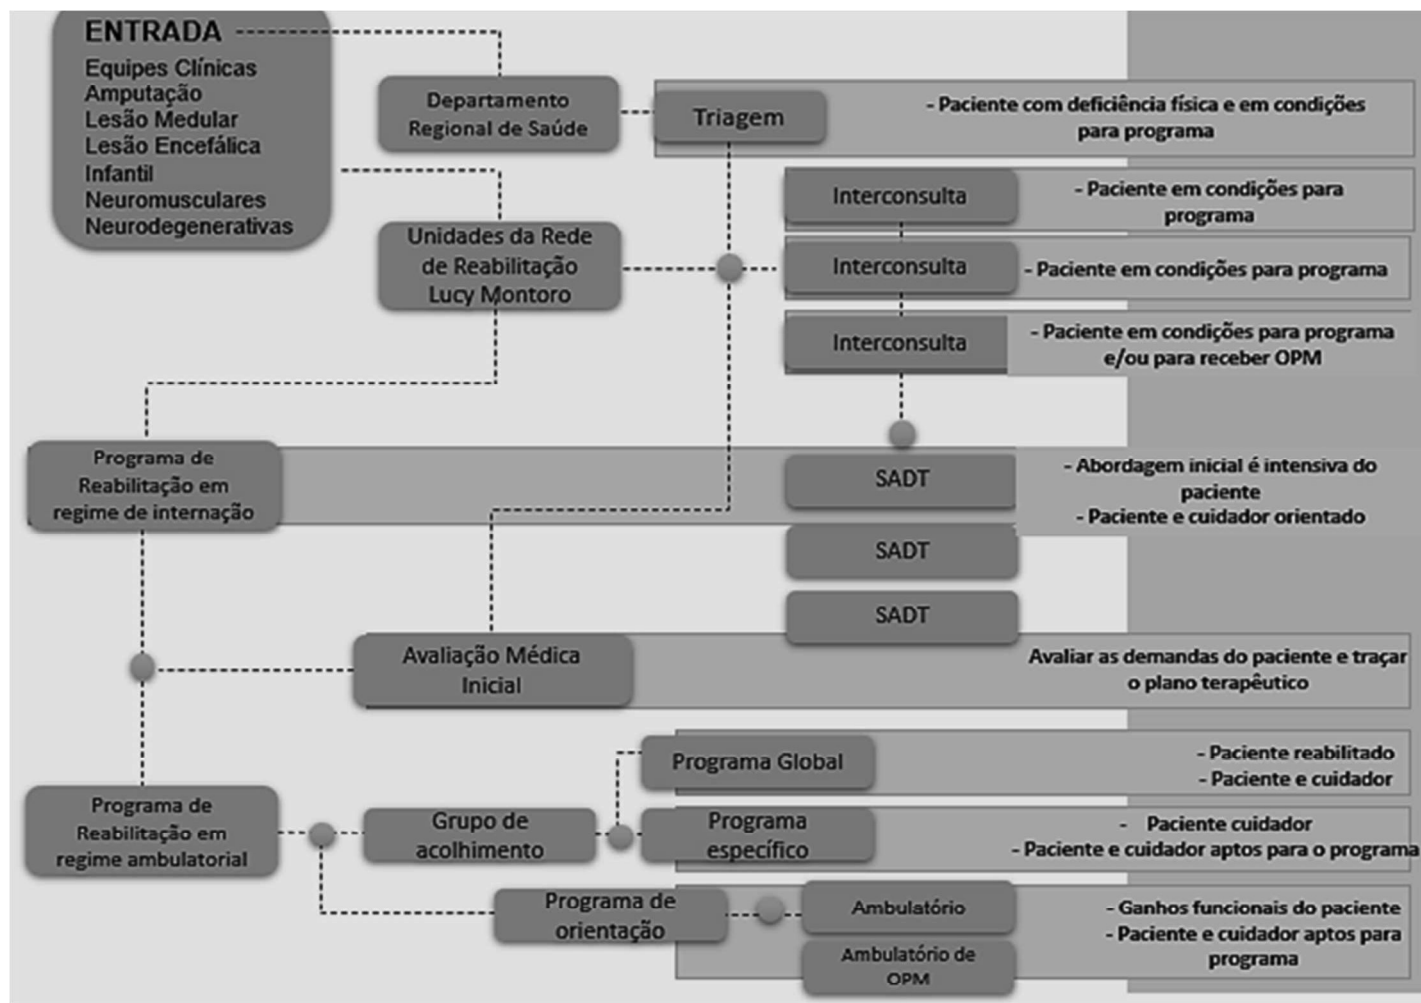 ENTRADA
Equipes Clínicas
Amputação
Lesão Medular
Lesão Encefálica
Infantil
Neuromusculares
Neurodegenerativas
Departamento
Regional de Saúde
Triagem
- Paciente com deficiência física e em condições
para programa
Interconsulta
- Paciente em condições para
programa
Unidades da Rede
de Reabilitação
Lucy Montoro
Interconsulta
- Paciente em condições para programa
Interconsulta
- Paciente em condições para programa
e/ou para receber OPM
Programa de
Reabilitação em
regime de internação
SADT
- Abordagem inicial é intensiva do
paciente
- Paciente e cuidador orientado
SADT
SADT
Avaliação Médica
Inicial
Avaliar as demandas do paciente e traçar
o plano terapêutico
Programa Global
- Paciente reabilitado
- Paciente e cuidador
Programa de
Reabilitação em
regime ambulatorial
Grupo de
acolhimento
Programa
específico
- Paciente cuidador
- Paciente e cuidador aptos para o programa
Programa de
orientação
Ambulatório
- Ganhos funcionais do paciente
- Paciente e cuidador aptos para
programa
Ambulatório de
OPM